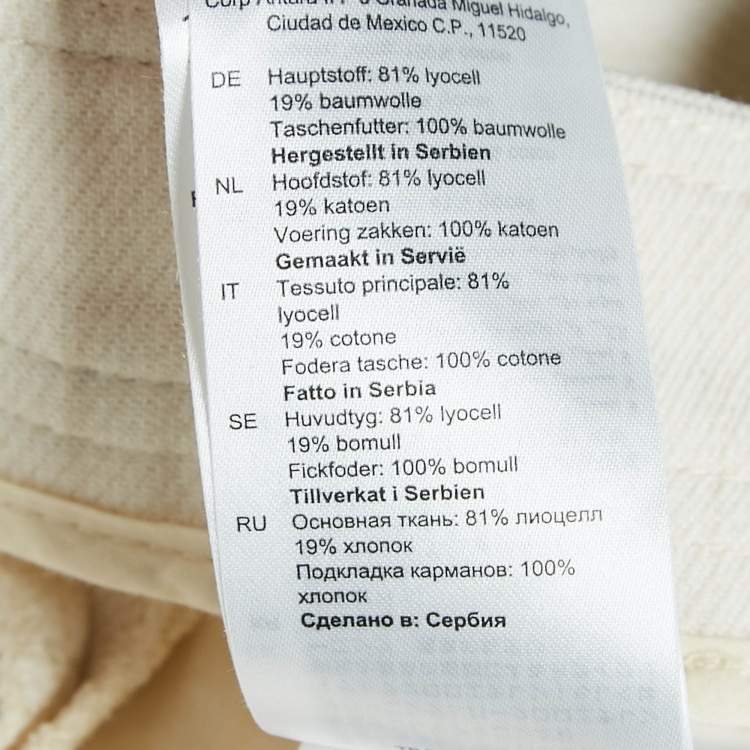 Granada Miguel Hidalgo,
Ciudad de Mexico C.P., 11520
DE Hauptstoff: 81% lyocell
19% baumwolle
Taschenfutter: 100% baumwolle
Hergestellt in Serbien
NL Hoofdstof: 81% lyocell
19% katoen
Voering zakken: 100% katoen
Gemaakt in Servië
IT Tessuto principale: 81%
lyocell
19% cotone
Fodera tasche: 100% cotone
Fatto in Serbia
SE Huvudtyg: 81% lyocell
19% bomull
Fickfoder: 100% bomull
Tillverkat i Serbien
RU Основная ткань: 81% лиоцелл
19% хлопок
Подкладка карманов: 100%
хлопок
Сделано в: Сербия